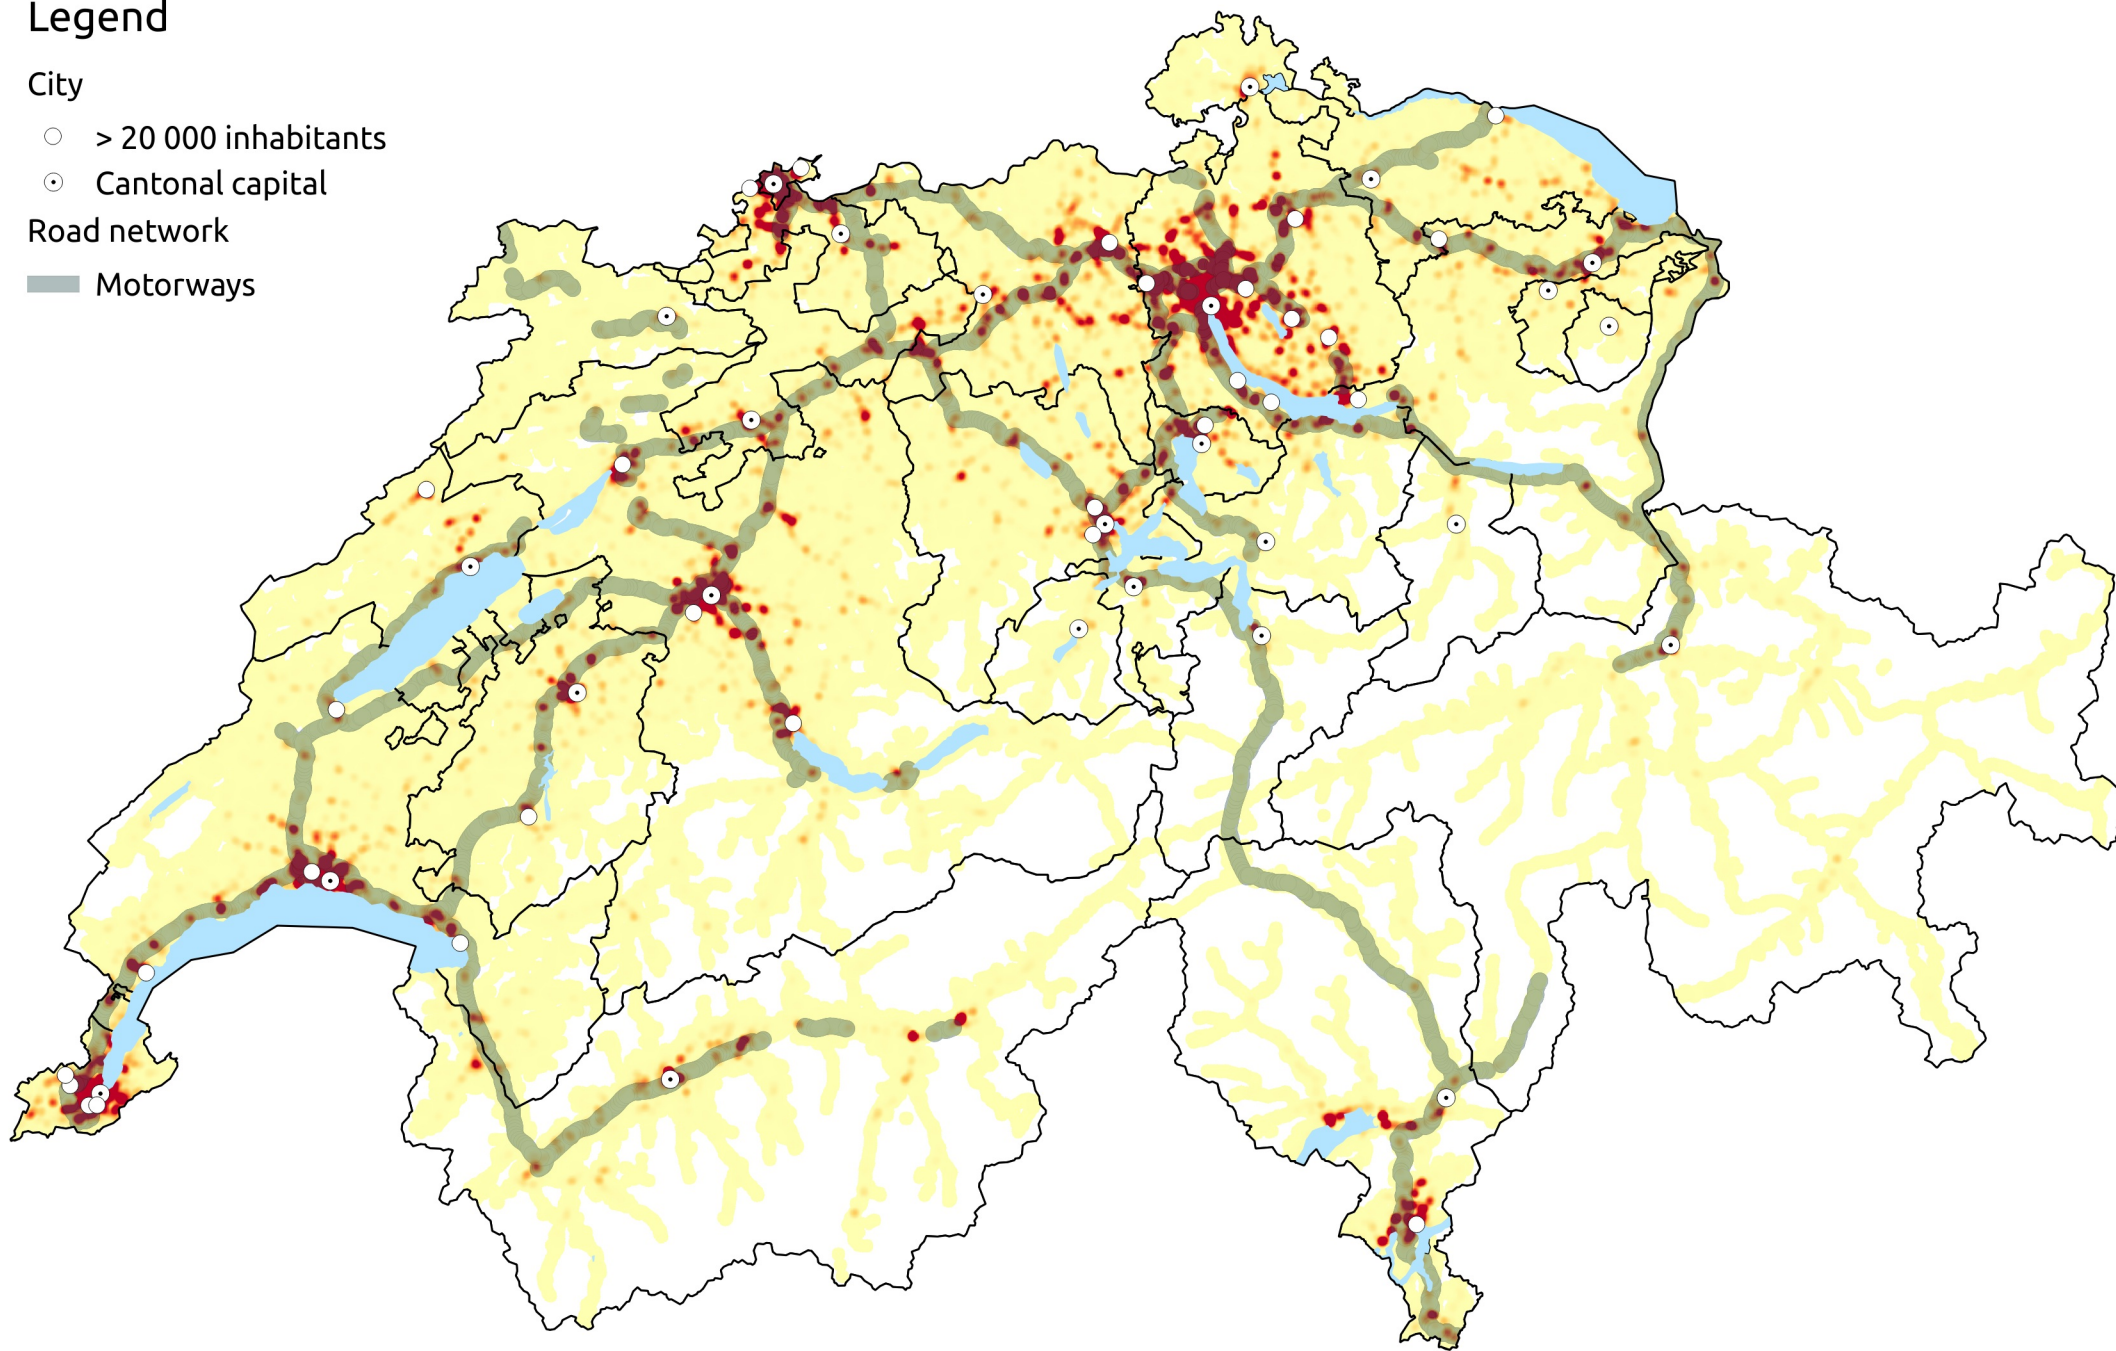 Legend
City
> 20 000 inhabitants
Cantonal capital
Road network
Motorways